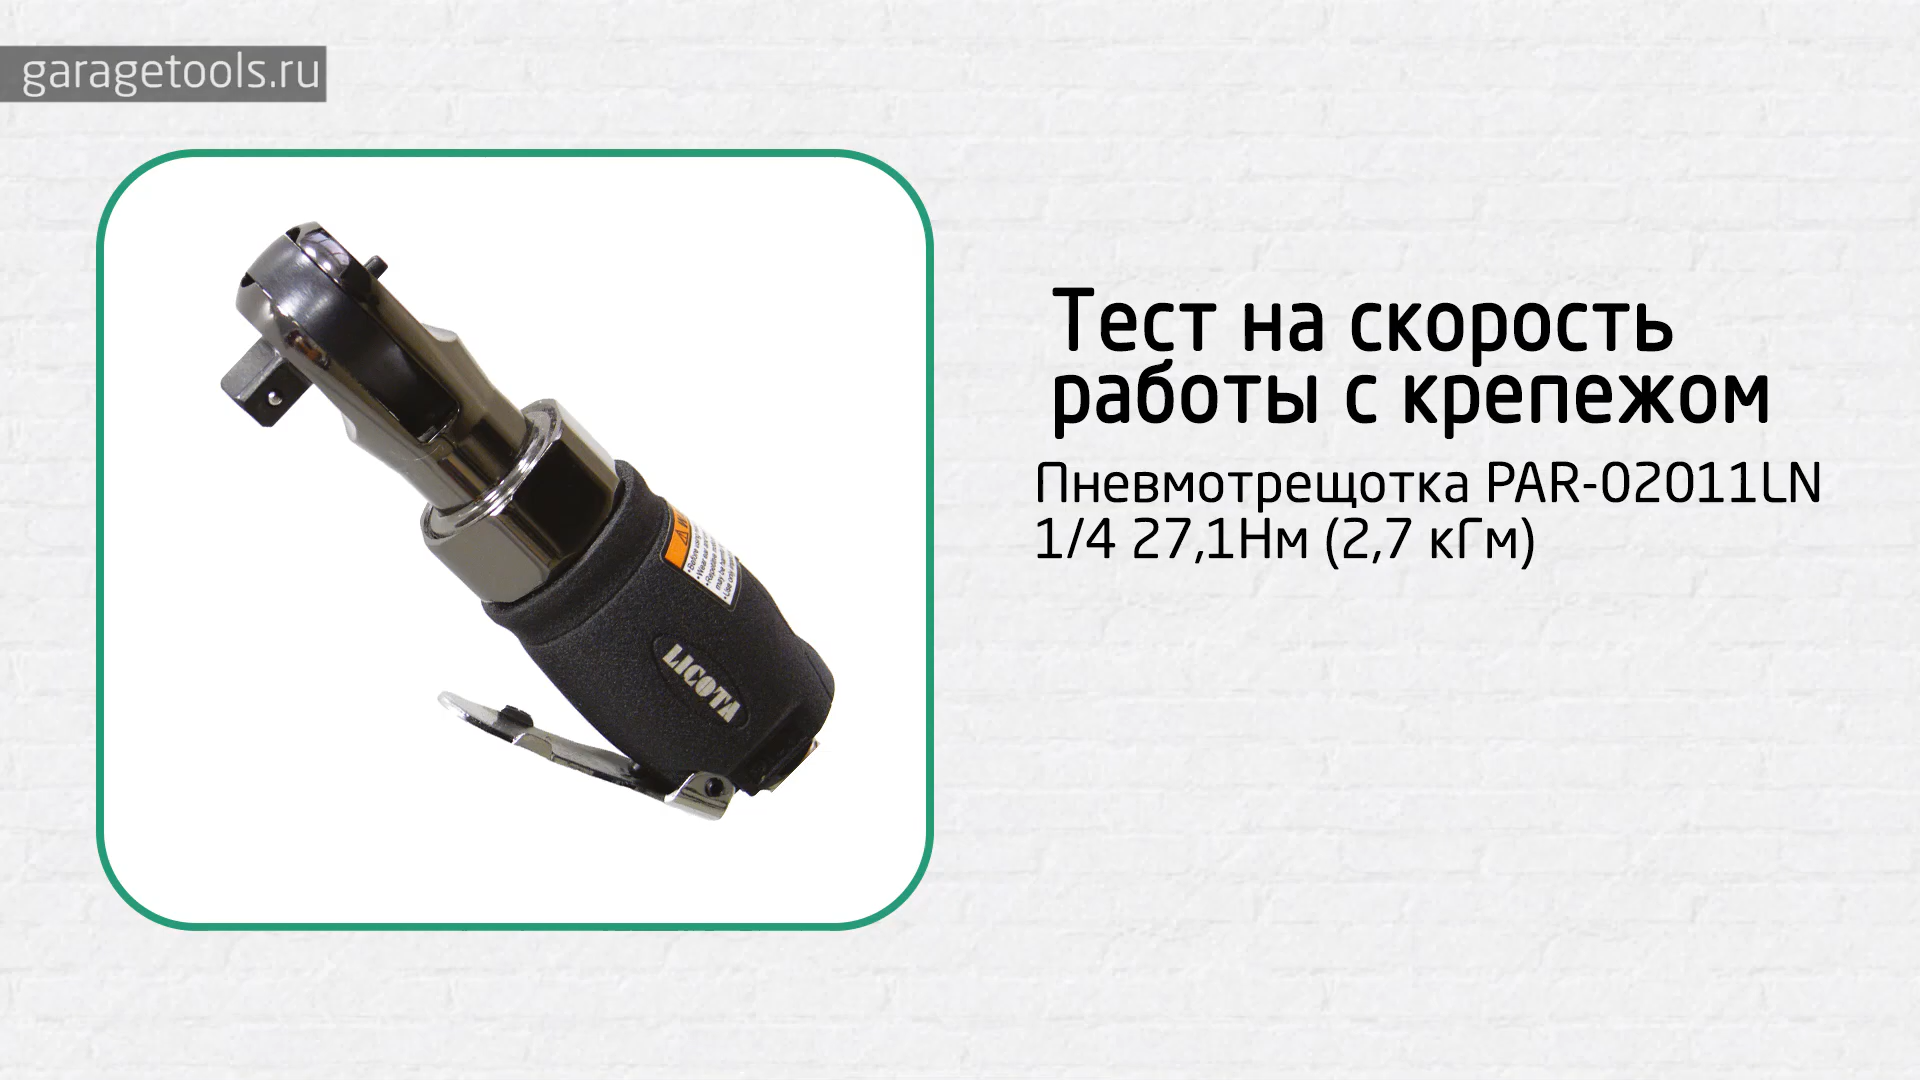 garagetools.ru
Тест на скорость
работы с крепежом
Пневмотрещотка PAR-02011LN
1/4 27,1Нм (2,7 кГм)
LICOTA